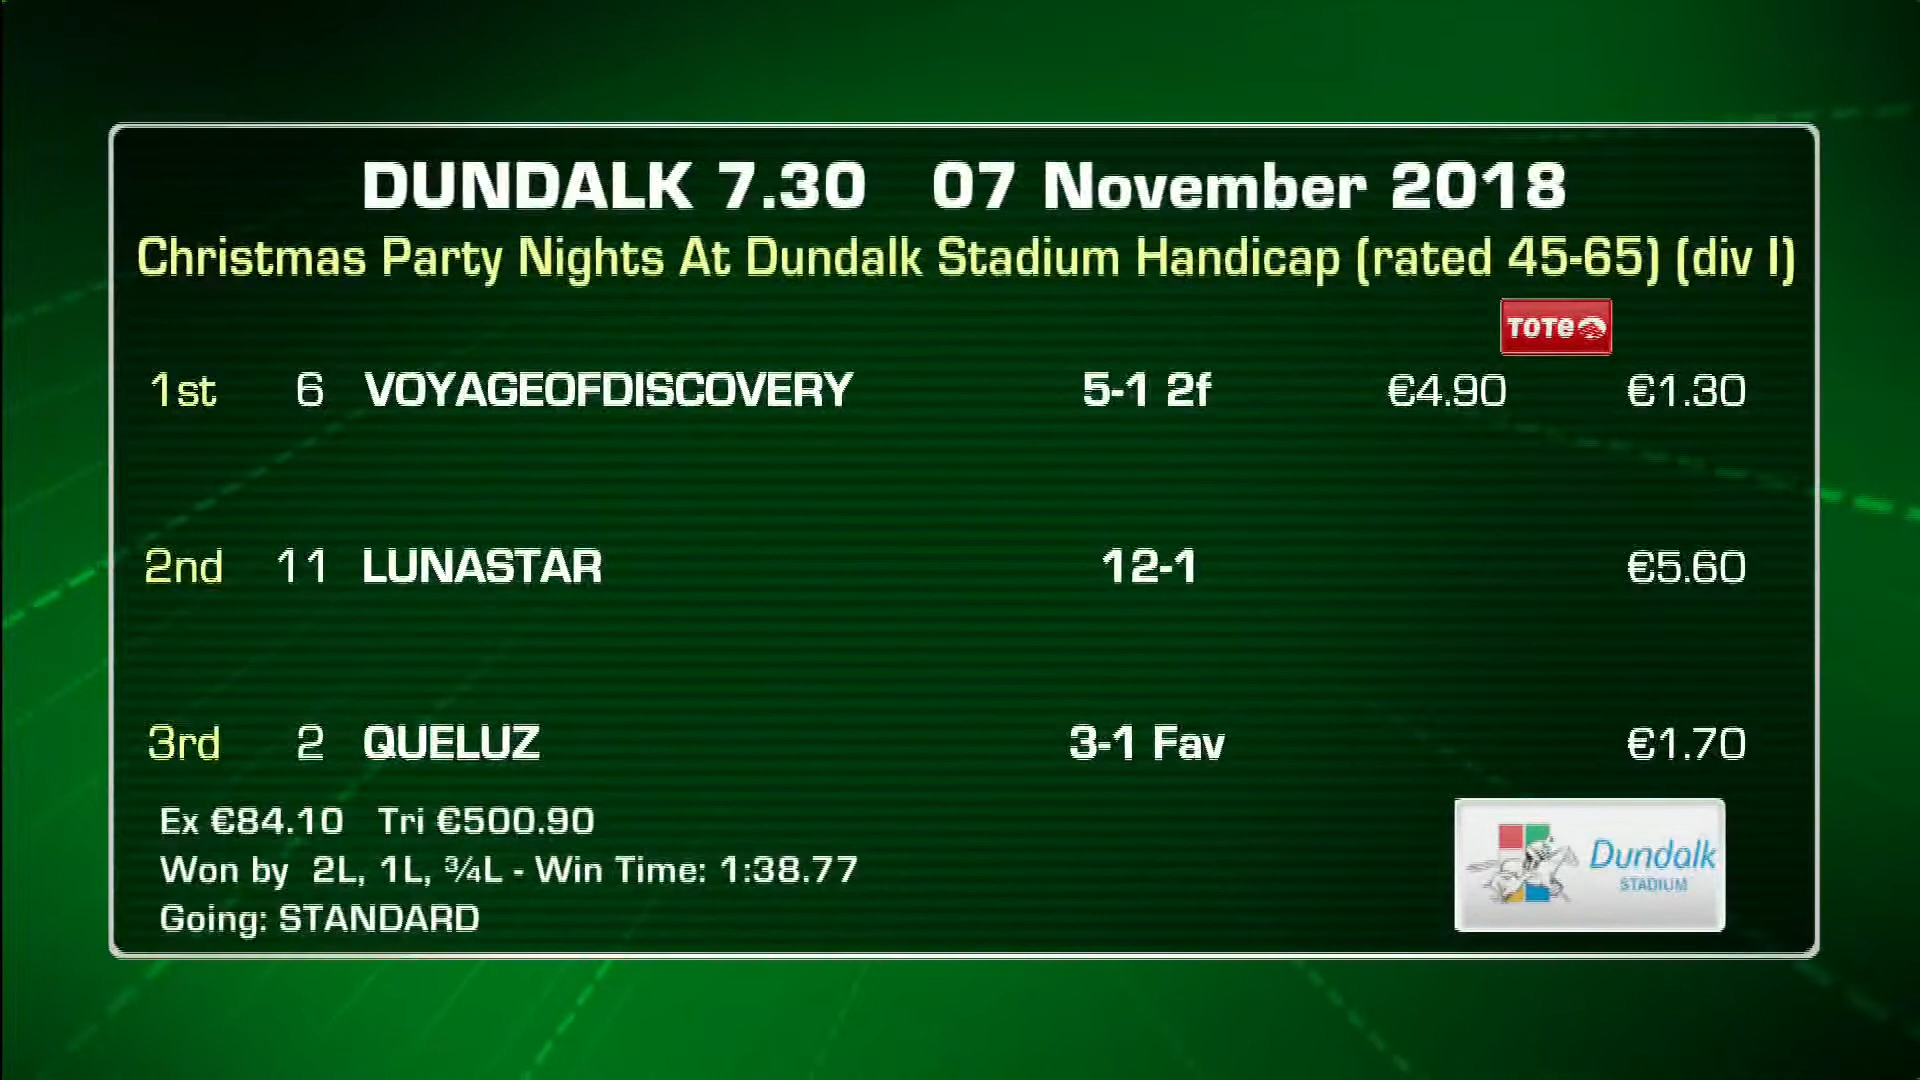 DUNDALK 7.30 07 November 2018
Christmas Party Nights At Dundalk Stadium Handicap (rated 45-65) (div I)
TOTE
1st 6 VOYAGEOFDISCOVERY 5-1 2f €4.90 €1.30
2nd 11 LUNASTAR 12-1 €5.60
3rd 2 QUELUZ 3-1 Fav €1.70
Ex €84.10 Tri €500.90
Won by 2L, 1L, ¾L - Win Time: 1:38.77
Going: STANDARD
Dundalk
STADIUM